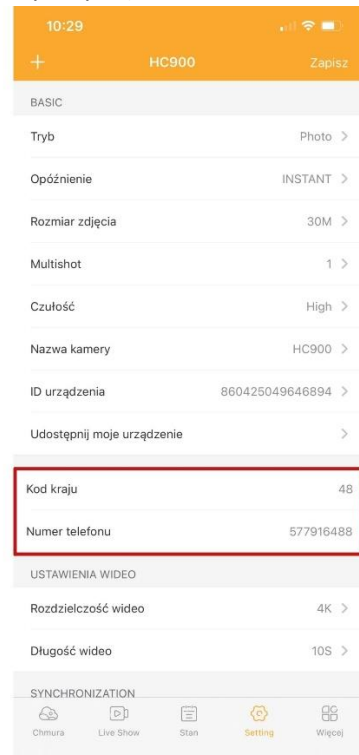 10:29
HC900 Zapisz
BASIC
Tryb Photo
Opóźnienie INSTANT
Rozmiar zdjęcia 30M
Multishot 1
Czułość High
Nazwa kamery HC900
ID urządzenia 860425049646894
Udostępnij moje urządzenie
Kod kraju 48
Numer telefonu 577916488
USTAWIENIA WIDEO
Rozdzielczość wideo 4K
Długość wideo 10S
SYNCHRONIZATION
Chmura Live Show Stan Setting Więcej